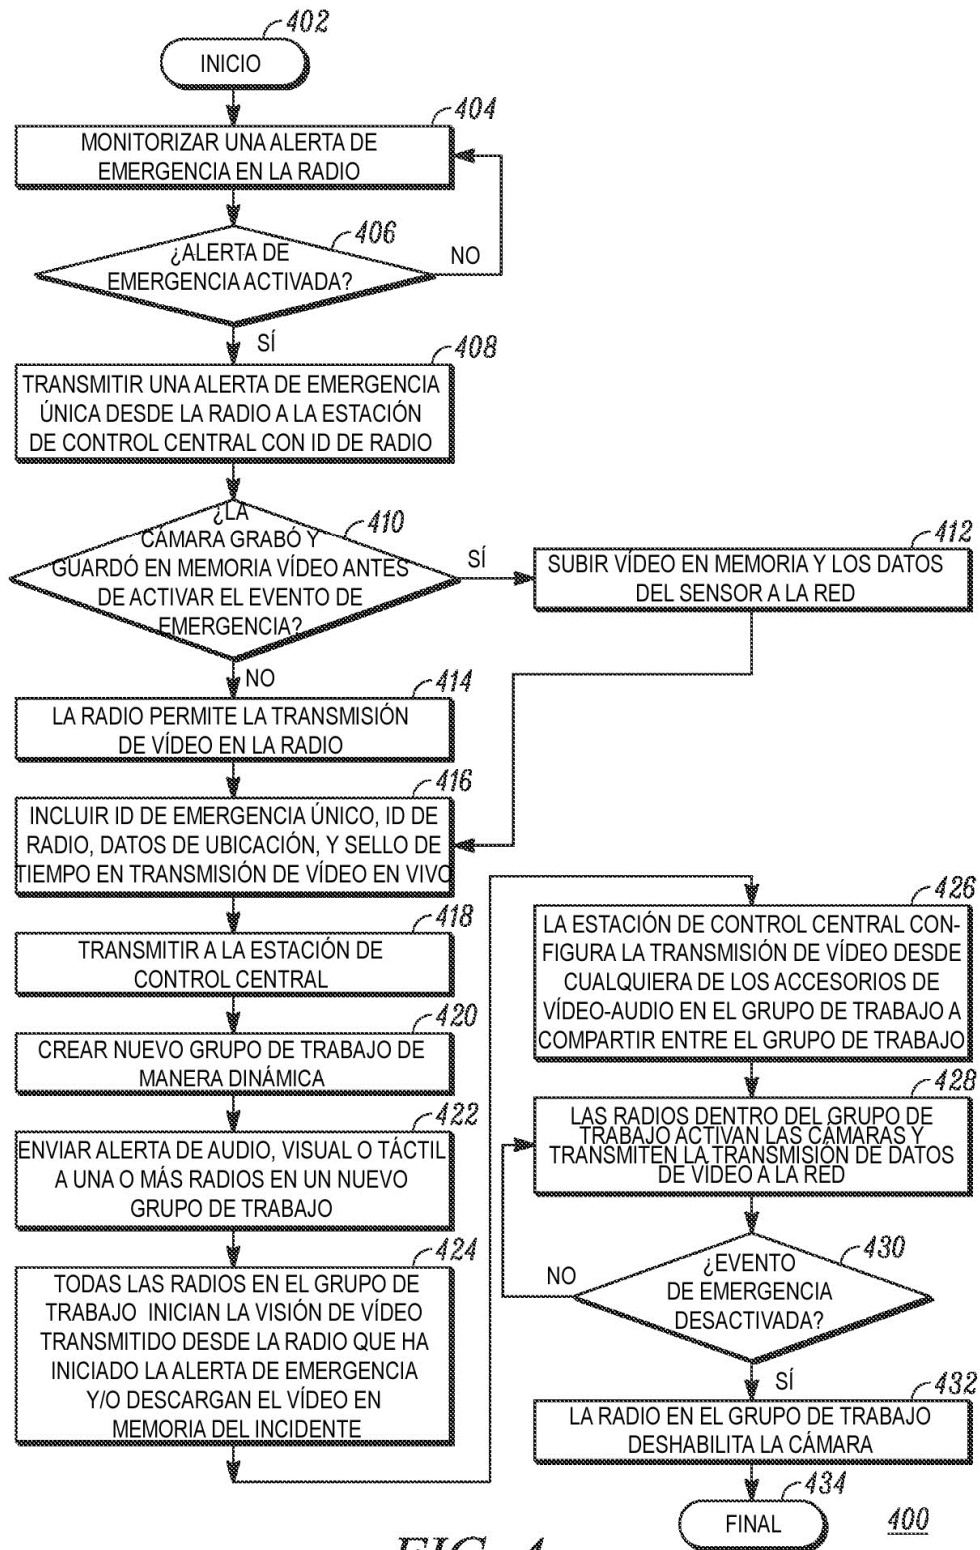 402
INICIO
404
MONITORIZAR UNA ALERTA DE
EMERGENCIA EN LA RADIO
406
¿ALERTA DE
EMERGENCIA ACTIVADA?
NO
SÍ
408
TRANSMITIR UNA ALERTA DE EMERGENCIA
ÚNICA DESDE LA RADIO A LA ESTACIÓN
DE CONTROL CENTRAL CON ID DE RADIO
410
¿LA
CÁMARA GRABÓ Y
GUARDÓ EN MEMORIA VÍDEO ANTES
DE ACTIVAR EL EVENTO DE
EMERGENCIA?
SÍ
NO
412
SUBIR VÍDEO EN MEMORIA Y LOS DATOS
DEL SENSOR A LA RED
414
LA RADIO PERMITE LA TRANSMISIÓN
DE VÍDEO EN LA RADIO
416
INCLUIR ID DE EMERGENCIA ÚNICO, ID DE
RADIO, DATOS DE UBICACIÓN, Y SELLO DE
TIEMPO EN TRANSMISIÓN DE VÍDEO EN VIVO
418
TRANSMITIR A LA ESTACIÓN DE
CONTROL CENTRAL
420
CREAR NUEVO GRUPO DE TRABAJO DE
MANERA DINÁMICA
422
ENVIAR ALERTA DE AUDIO, VISUAL O TÁCTIL
A UNA O MÁS RADIOS EN UN NUEVO
GRUPO DE TRABAJO
424
TODAS LAS RADIOS EN EL GRUPO DE
TRABAJO INICIAN LA VISIÓN DE VÍDEO
TRANSMITIDO DESDE LA RADIO QUE HA
INICIADO LA ALERTA DE EMERGENCIA
Y/O DESCARGAN EL VÍDEO EN
MEMORIA DEL INCIDENTE
426
LA ESTACIÓN DE CONTROL CENTRAL CON-
FIGURA LA TRANSMISIÓN DE VÍDEO DESDE
CUALQUIERA DE LOS ACCESORIOS DE
VÍDEO-AUDIO EN EL GRUPO DE TRABAJO A
COMPARTIR ENTRE EL GRUPO DE TRABAJO
428
LAS RADIOS DENTRO DEL GRUPO DE
TRABAJO ACTIVAN LAS CÁMARAS Y
TRANSMITEN LA TRANSMISIÓN DE DATOS
DE VÍDEO A LA RED
430
¿EVENTO
DE EMERGENCIA
DESACTIVADA?
NO
SÍ
432
LA RADIO EN EL GRUPO DE TRABAJO
DESHABILITA LA CÁMARA
434
FINAL
400
FIG. 4